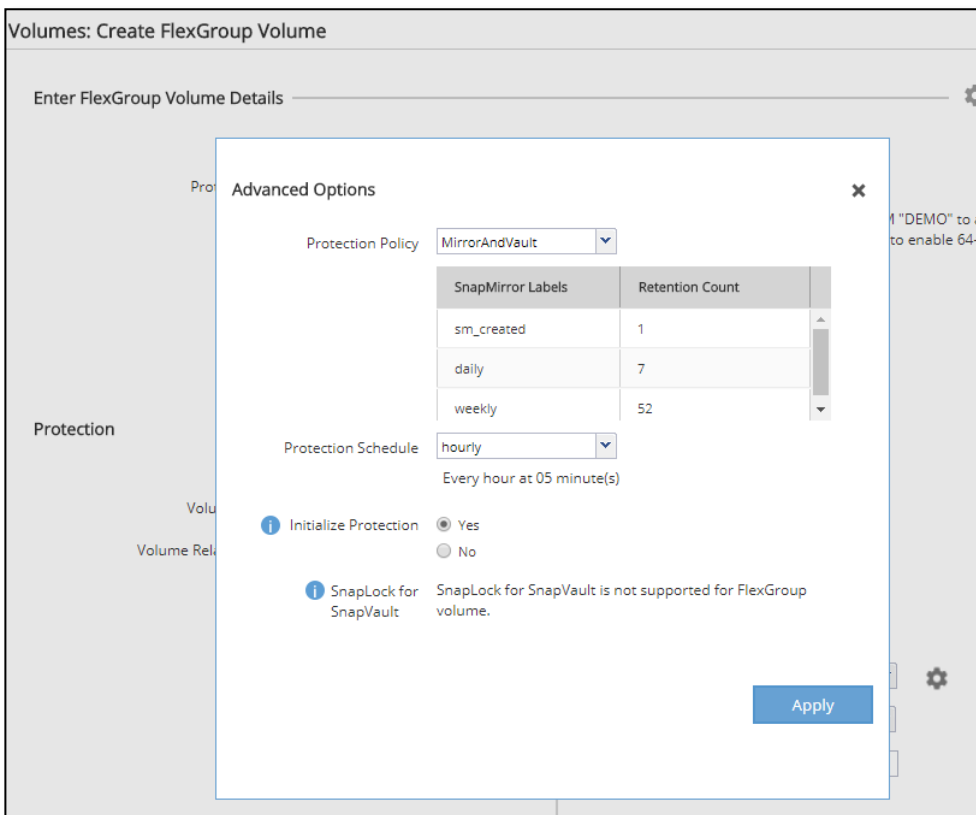 Volumes: Create FlexGroup Volume
Enter FlexGroup Volume Details
Advanced Options
"DEMO" to
to enable 64-
Protection Policy MirrorAndVault
SnapMirror Labels Retention Count
sm_created 1
daily 7
weekly 52
Protection
Protection Schedule hourly
Every hour at 05 minute(s)
Initialize Protection Yes
No
Volume
SnapLock for SnapVault SnapLock for SnapVault is not supported for FlexGroup
volume.
Apply